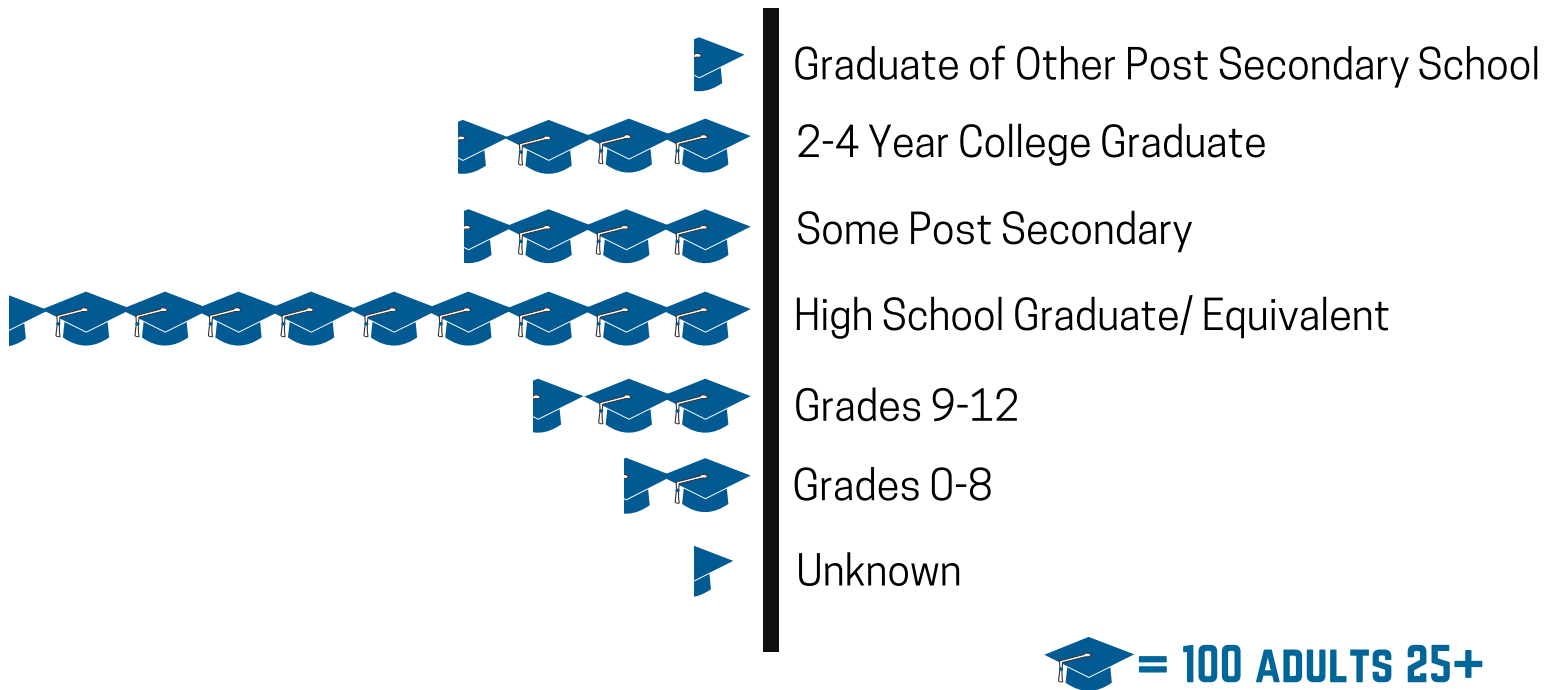 Graduate of Other Post Secondary School
2-4 Year College Graduate
Some Post Secondary
High School Graduate/ Equivalent
Grades 9-12
Grades 0-8
Unknown
= 100 ADULTS 25+